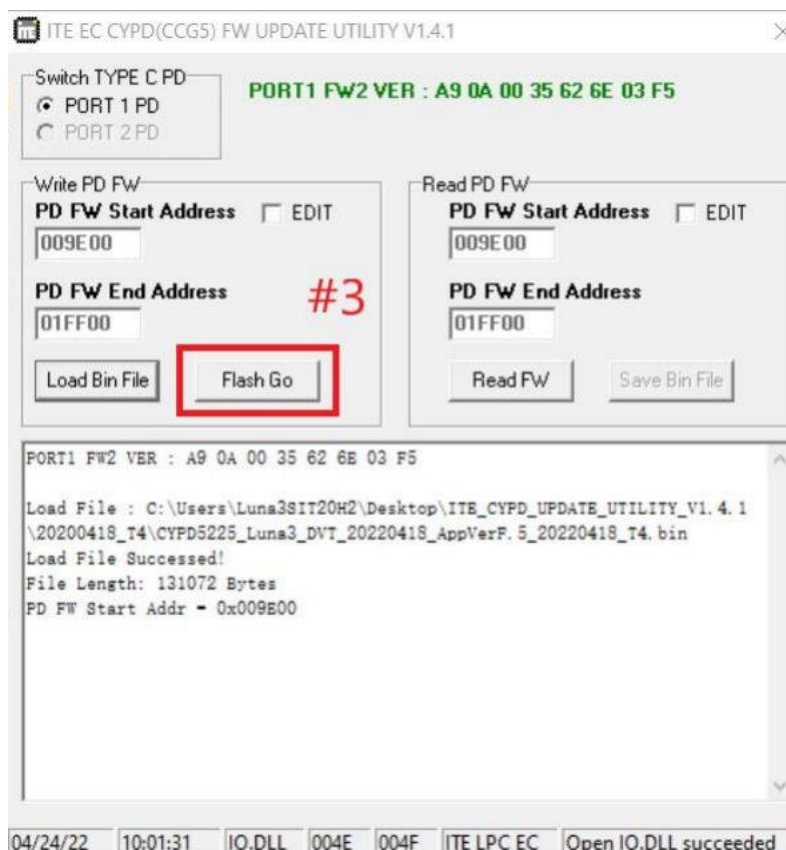 ITE EC CYPD(CCG5) FW UPDATE UTILITY V1.4.1
Switch TYPE C PD
PORT 1 PD
PORT 2 PD
PORT1 FW2 VER : A9 0A 00 35 62 6E 03 F5
Write PD FW
PD FW Start Address EDIT
009E00
PD FW End Address
01FF00
#3
Load Bin File Flash Go
Read PD FW
PD FW Start Address EDIT
009E00
PD FW End Address
01FF00
Read FW Save Bin File
PORT1 FW2 VER : A9 0A 00 35 62 6E 03 F5
Load File : C:\Users\Luna3SIT20H2\Desktop\ITE_CYPD_UPDATE_UTILITY_V1.4.1
\20200418_T4\CYPD5225_Luna3_DVT_20220418_AppVerF.5_20220418_T4.bin
Load File Successed!
File Length: 131072 Bytes
PD FW Start Addr = 0x009E00
04/24/22 10:01:31 IO.DLL 004E 004F ITE LPC EC Open IO.DLL succeeded